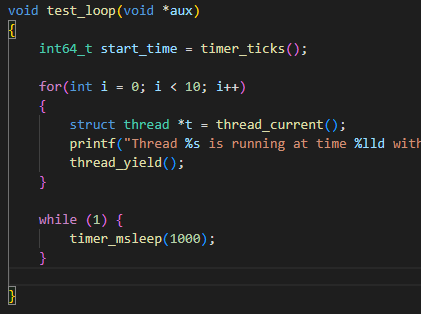 void test_loop(void *aux)
{
    int64_t start_time = timer_ticks();

    for(int i = 0; i < 10; i++)
    {
        struct thread *t = thread_current();
        printf("Thread %s is running at time %lld with
        thread_yield();
    }

    while (1) {
        timer_msleep(1000);
    }

}